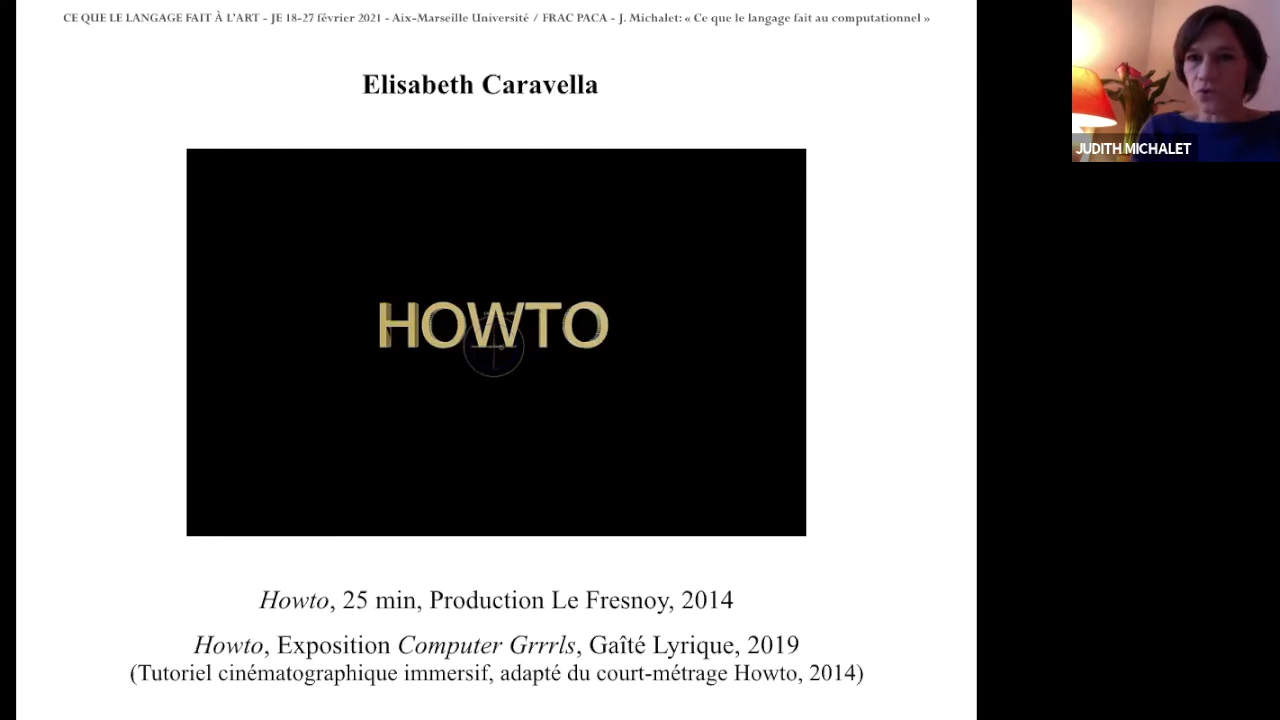 CE QUE LE LANGAGE FAIT À L'ART - JE 18-27 février 2021 - Aix-Marseille Université / FRAC PACA - J. Michalet: « Ce que le langage fait au computationnel »
Elisabeth Caravella
JUDITH MICHALET
HOWTO
Howto, 25 min, Production Le Fresnoy, 2014
Howto, Exposition Computer Grrrls, Gaîté Lyrique, 2019
(Tutoriel cinématographique immersif, adapté du court-métrage Howto, 2014)